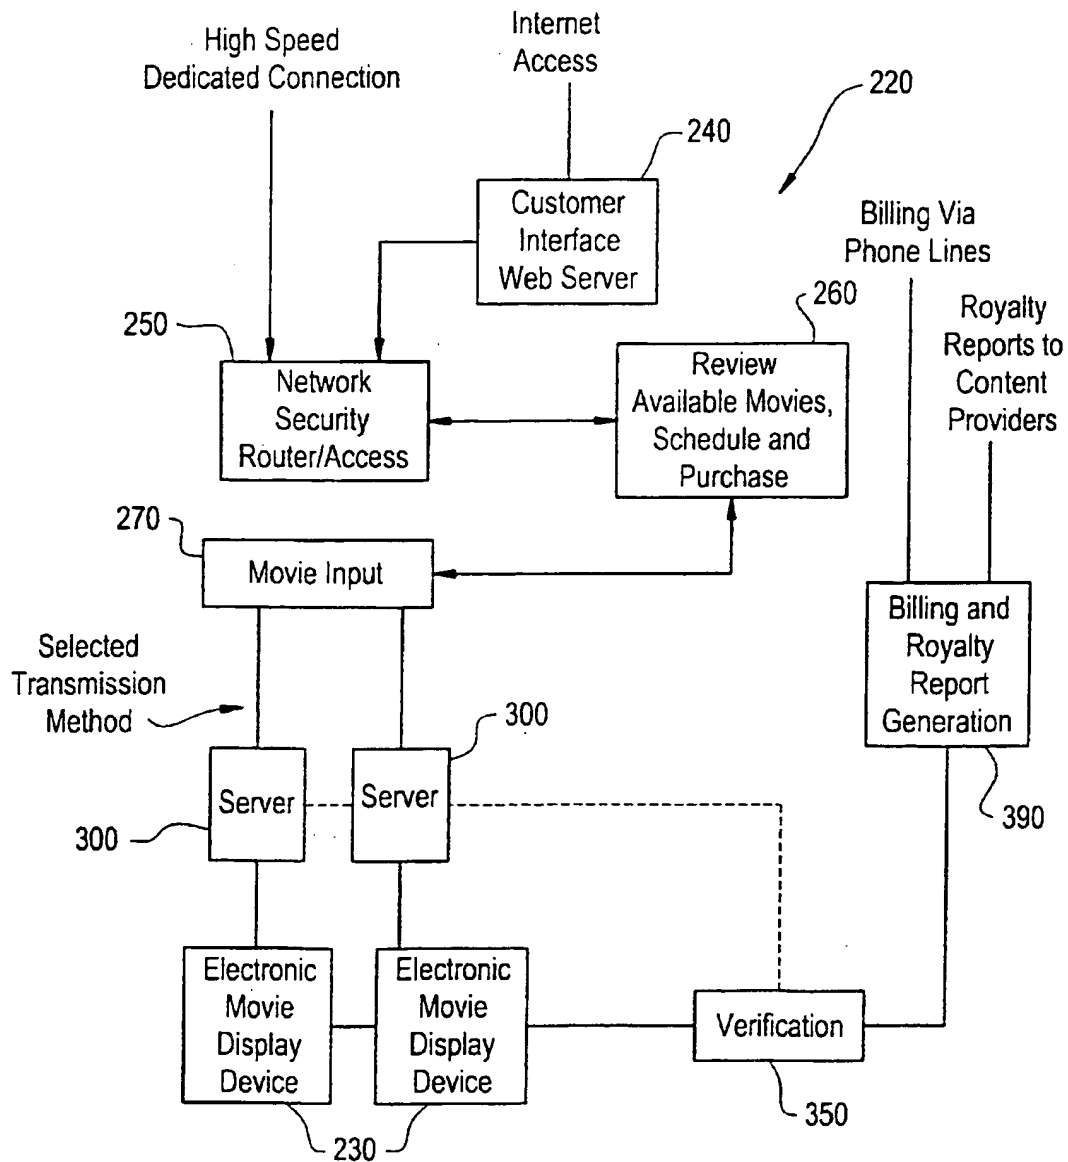 High Speed
Dedicated Connection
Internet
Access
220
240
Customer
Interface
Web Server
Billing Via
Phone Lines
250
260
Royalty
Reports to
Content
Providers
Network
Security
Router/Access
Review
Available Movies,
Schedule and
Purchase
270
Movie Input
Billing and
Royalty
Report
Generation
Selected
Transmission
Method
300
Server
Server
300
390
Electronic
Movie
Display
Device
Electronic
Movie
Display
Device
Verification
350
230